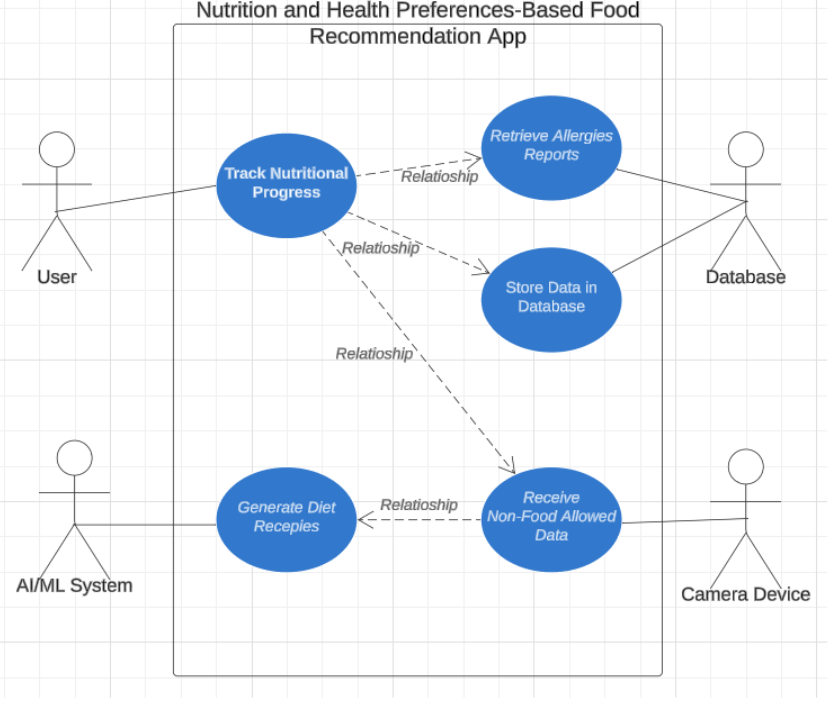 Nutrition and Health Preferences-Based Food
Recommendation App
Retrieve Allergies
Reports
Track Nutritional
Progress
Relatioship
User
Relatioship
Store Data in
Database
Database
Relatioship
Generate Diet
Recepies
Relatioship
Receive
Non-Food Allowed
Data
AI/ML System
Camera Device